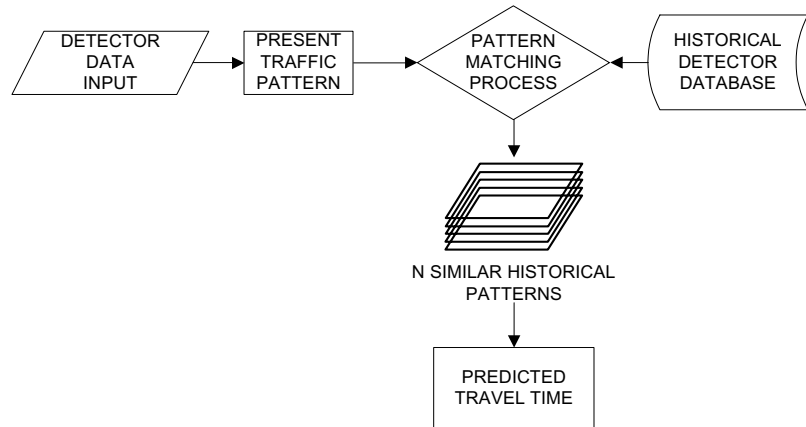 DETECTOR
DATA
INPUT
PRESENT
TRAFFIC
PATTERN
PATTERN
MATCHING
PROCESS
HISTORICAL
DETECTOR
DATABASE
N SIMILAR HISTORICAL
PATTERNS
PREDICTED
TRAVEL TIME